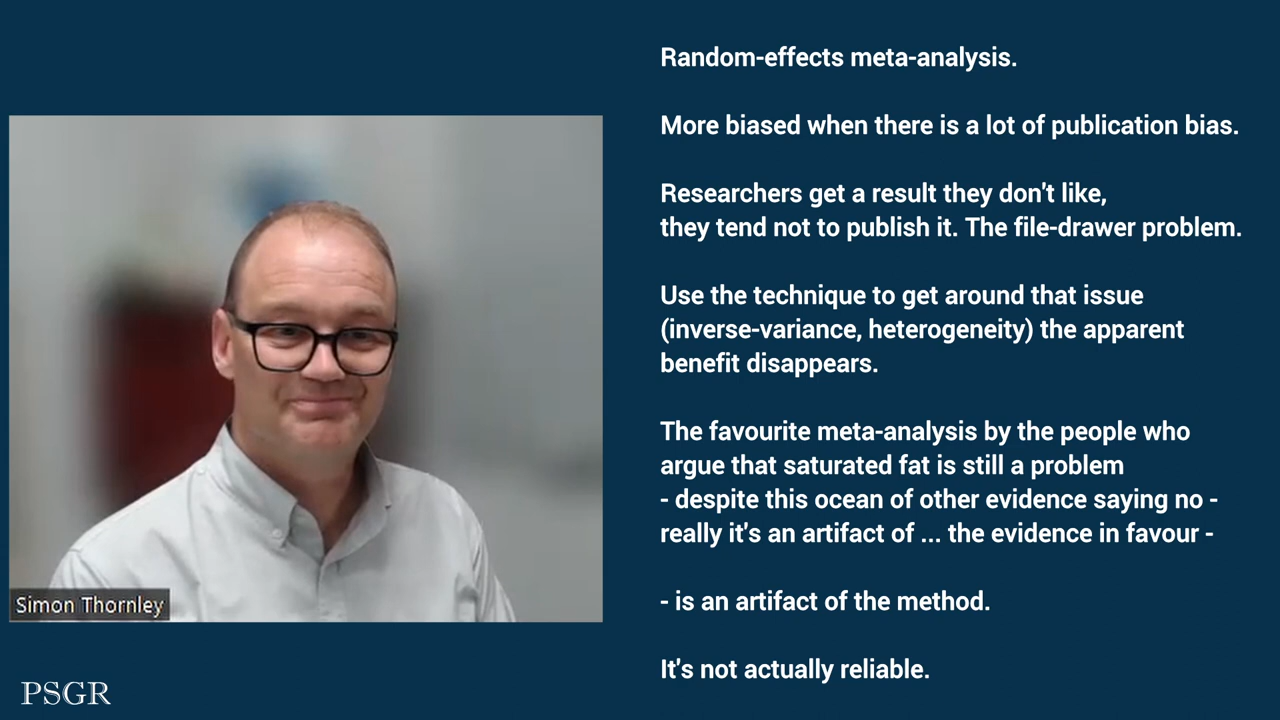 Random-effects meta-analysis.
More biased when there is a lot of publication bias.
Researchers get a result they don't like,
they tend not to publish it. The file-drawer problem.
Use the technique to get around that issue
(inverse-variance, heterogeneity) the apparent
benefit disappears.
The favourite meta-analysis by the people who
argue that saturated fat is still a problem
- despite this ocean of other evidence saying no -
really it's an artifact of ... the evidence in favour -
- is an artifact of the method.
It's not actually reliable.
Simon Thornley
PSGR